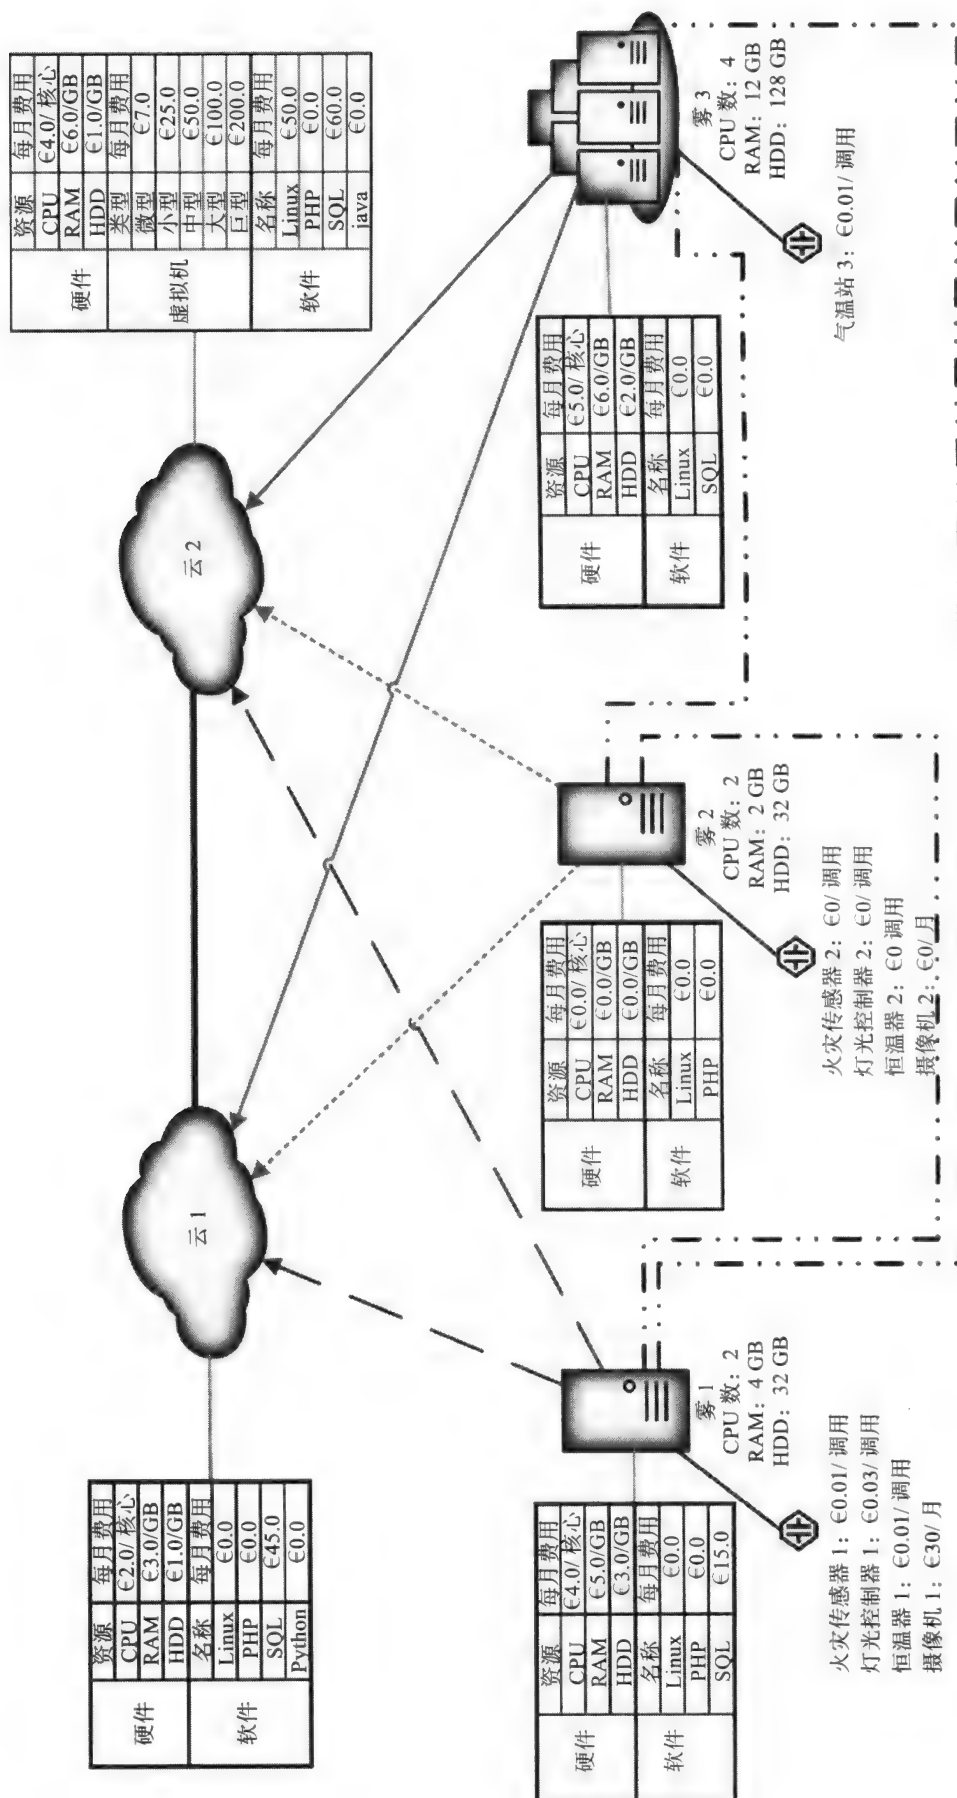 资源 每月费用
硬件 CPU €2.0/ 核心
RAM €3.0/GB
HDD €1.0/GB
软件 名称 每月费用
Linux €0.0
PHP €0.0
SQL €45.0
Python €0.0
云 1
云 2
资源 每月费用
硬件 CPU €4.0/ 核心
RAM €6.0/GB
HDD €1.0/GB
虚拟机 类型 每月费用
微型 €7.0
小型 €25.0
中型 €50.0
大型 €100.0
巨型 €200.0
软件 名称 每月费用
Linux €50.0
PHP €0.0
SQL €60.0
java €0.0
资源 每月费用
硬件 CPU €4.0/ 核心
RAM €5.0/GB
HDD €3.0/GB
软件 名称 每月费用
Linux €0.0
PHP €0.0
SQL €15.0
雾 1
CPU 数：2
RAM：4 GB
HDD：32 GB
火灾传感器 1：€0.01/ 调用
灯光控制器 1：€0.03/ 调用
恒温器 1：€0.01/ 调用
摄像机 1：€30/ 月
资源 每月费用
硬件 CPU €0.0/ 核心
RAM €0.0/GB
HDD €0.0/GB
软件 名称 每月费用
Linux €0.0
PHP €0.0
雾 2
CPU 数：2
RAM：2 GB
HDD：32 GB
火灾传感器 2：€0/ 调用
灯光控制器 2：€0/ 调用
恒温器 2：€0 调用
摄像机 2：€0/ 月
资源 每月费用
硬件 CPU €5.0/ 核心
RAM €6.0/GB
HDD €2.0/GB
软件 名称 每月费用
Linux €0.0
SQL €0.0
雾 3
CPU 数：4
RAM：12 GB
HDD：128 GB
气温站 3：€0.01/ 调用